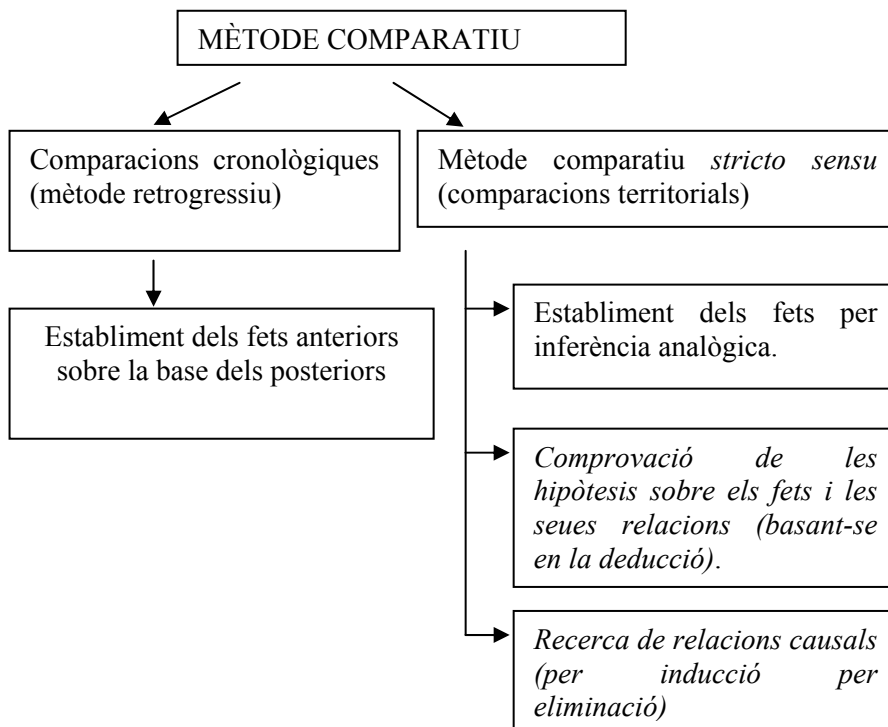 MÈTODE COMPARATIU
Comparacions cronològiques
(mètode retrogressiu)
Mètode comparatiu stricto sensu
(comparacions territorials)
Establiment dels fets anteriors
sobre la base dels posteriors
Establiment dels fets per
inferència analògica.
Comprovació de les
hipòtesis sobre els fets i les
seues relacions (basant-se
en la deducció).
Recerca de relacions causals
(per inducció per
eliminació)